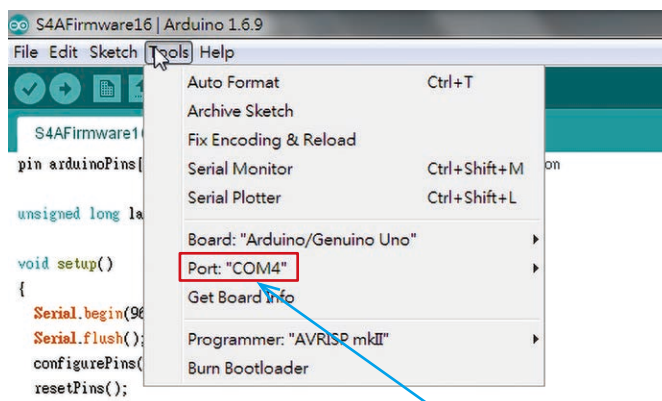 S4AFirmware16 | Arduino 1.6.9
File Edit Sketch Tools Help
Auto Format Ctrl+T
Archive Sketch
S4AFirmware1
Fix Encoding & Reload
pin arduinoPins[
Serial Monitor Ctrl+Shift+M
on
Serial Plotter Ctrl+Shift+L
unsigned long la
Board: "Arduino/Genuino Uno"
void setup()
Port: "COM4"
{
Get Board Info
Serial.begin(96
Serial.flush();
Programmer: "AVRISP mkII"
configurePins(
Burn Bootloader
resetPins();